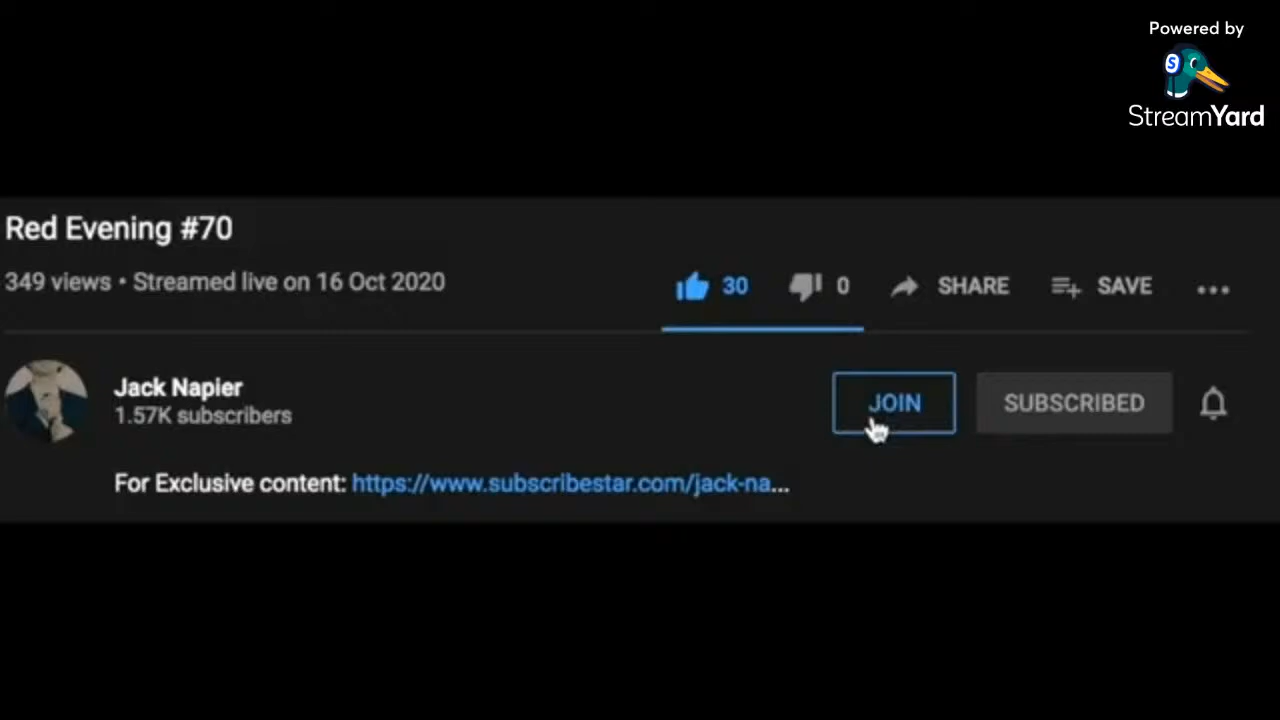 Powered by
S
StreamYard
Red Evening #70
349 views • Streamed live on 16 Oct 2020
30
0
SHARE
SAVE
Jack Napier
1.57K subscribers
JOIN
SUBSCRIBED
For Exclusive content: https://www.subscribestar.com/jack-na...